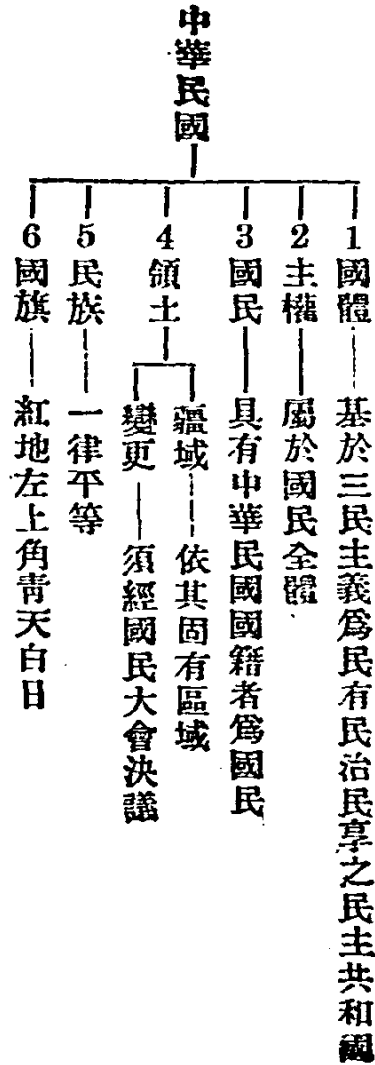 中華民國
1 國體 基於三民主義爲民有民治民享之民主共和國
2 主權 屬於國民全體
3 國民 具有中華民國國籍者爲國民
4 領土
疆域 依其固有區域
變更 須經國民大會決議
5 民族 一律平等
6 國旗 紅地左上角青天白日